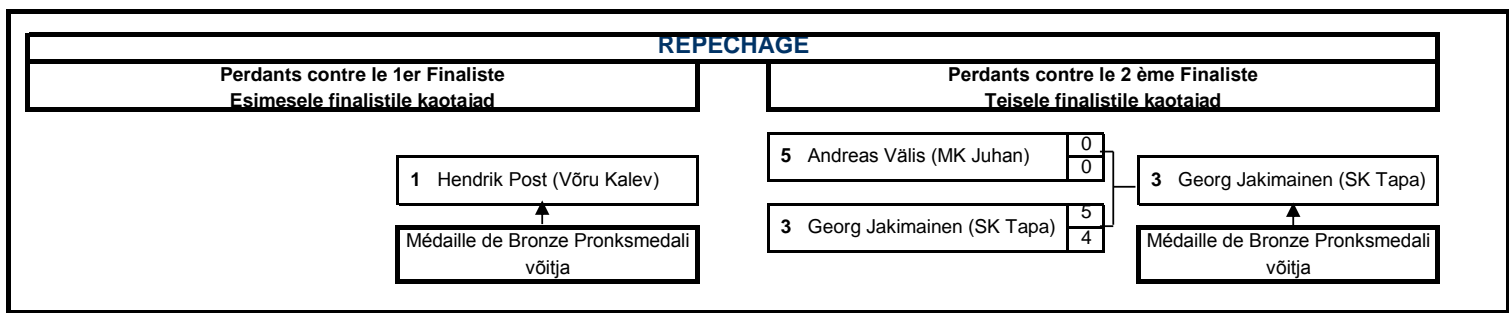 REPECHAGE
Perdants contre le 1er Finaliste
Esimesele finalistile kaotajad
Perdants contre le 2 ème Finaliste
Teisele finalistile kaotajad
5 Andreas Välis (MK Juhan) 0
0
1 Hendrik Post (Võru Kalev)
3 Georg Jakimainen (SK Tapa)
3 Georg Jakimainen (SK Tapa) 5
4
Médaille de Bronze Pronksmedali
võitja
Médaille de Bronze Pronksmedali
võitja